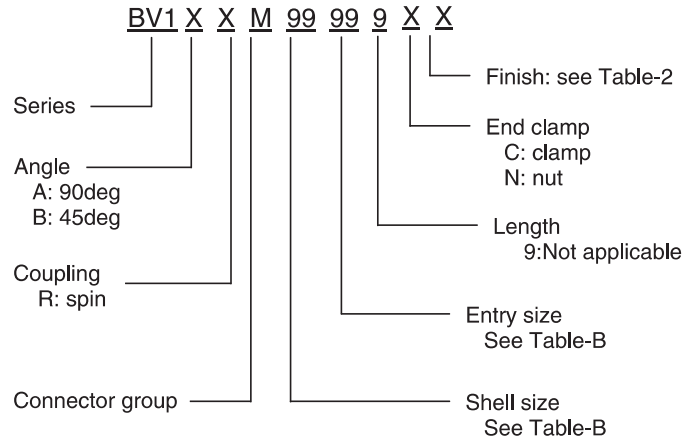 BV1 X X M 99 99 9 X X
Finish: see Table-2
Series
End clamp
C: clamp
N: nut
Angle
A: 90deg
B: 45deg
Length
9:Not applicable
Coupling
R: spin
Entry size
See Table-B
Connector group
Shell size
See Table-B